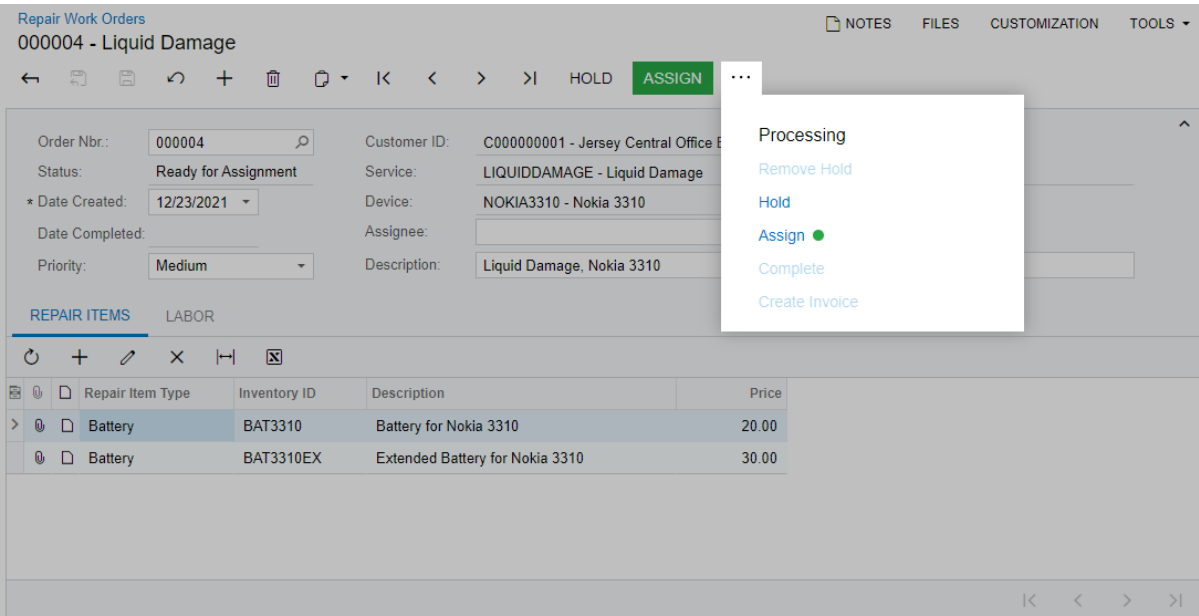 Repair Work Orders
000004 - Liquid Damage
NOTES FILES CUSTOMIZATION TOOLS
HOLD ASSIGN ...
Order Nbr.: 000004 Customer ID: C000000001 - Jersey Central Office
Status: Ready for Assignment Service: LIQUIDDAMAGE - Liquid Damage
* Date Created: 12/23/2021 Device: NOKIA3310 - Nokia 3310
Date Completed: Assignee:
Priority: Medium Description: Liquid Damage, Nokia 3310
Processing
Remove Hold
Hold
Assign
Complete
Create Invoice
REPAIR ITEMS LABOR
Repair Item Type Inventory ID Description Price
Battery BAT3310 Battery for Nokia 3310 20.00
Battery BAT3310EX Extended Battery for Nokia 3310 30.00